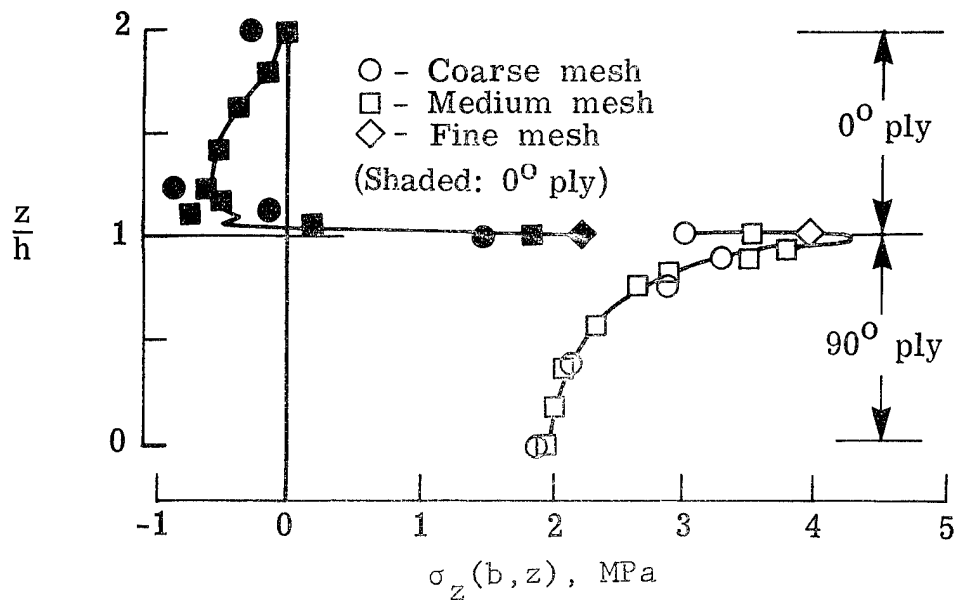 2
○ - Coarse mesh
□ - Medium mesh
◇ - Fine mesh
(Shaded: 0° ply)
0° ply
z/h
1
90° ply
0
-1 0 1 2 3 4 5
σ_z(b,z), MPa